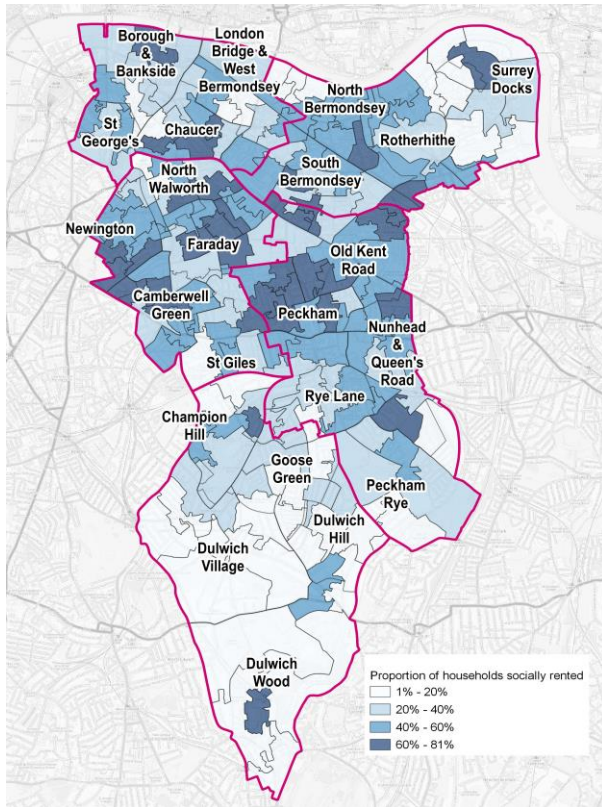 Borough
&
Bankside
London
Bridge &
West
Bermondsey
Surrey
Docks
North
Bermondsey
St
George's
Chaucer
Rotherhithe
North
Walworth
South
Bermondsey
Newington
Faraday
Old Kent
Road
Camberwell
Green
Peckham
Nunhead
&
Queen's
Road
St Giles
Rye Lane
Champion
Hill
Goose
Green
Peckham
Rye
Dulwich
Hill
Dulwich
Village
Dulwich
Wood
Proportion of households socially rented
1% - 20%
20% - 40%
40% - 60%
60% - 81%